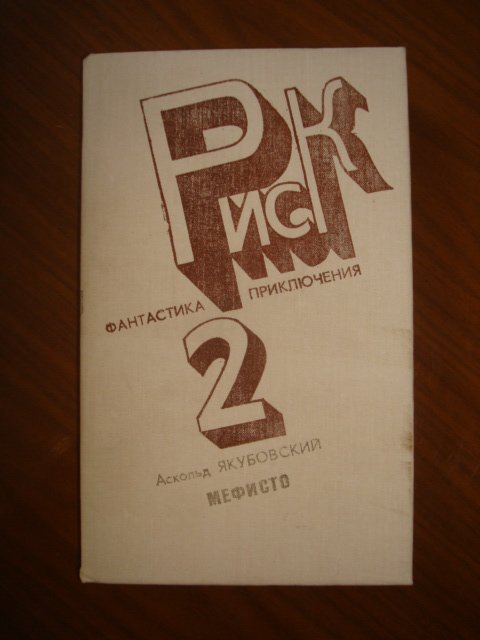 РИСК
ФАНТАСТИКА ПРИКЛЮЧЕНИЯ
2
Аскольд ЯКУБОВСКИЙ
МЕФИСТО